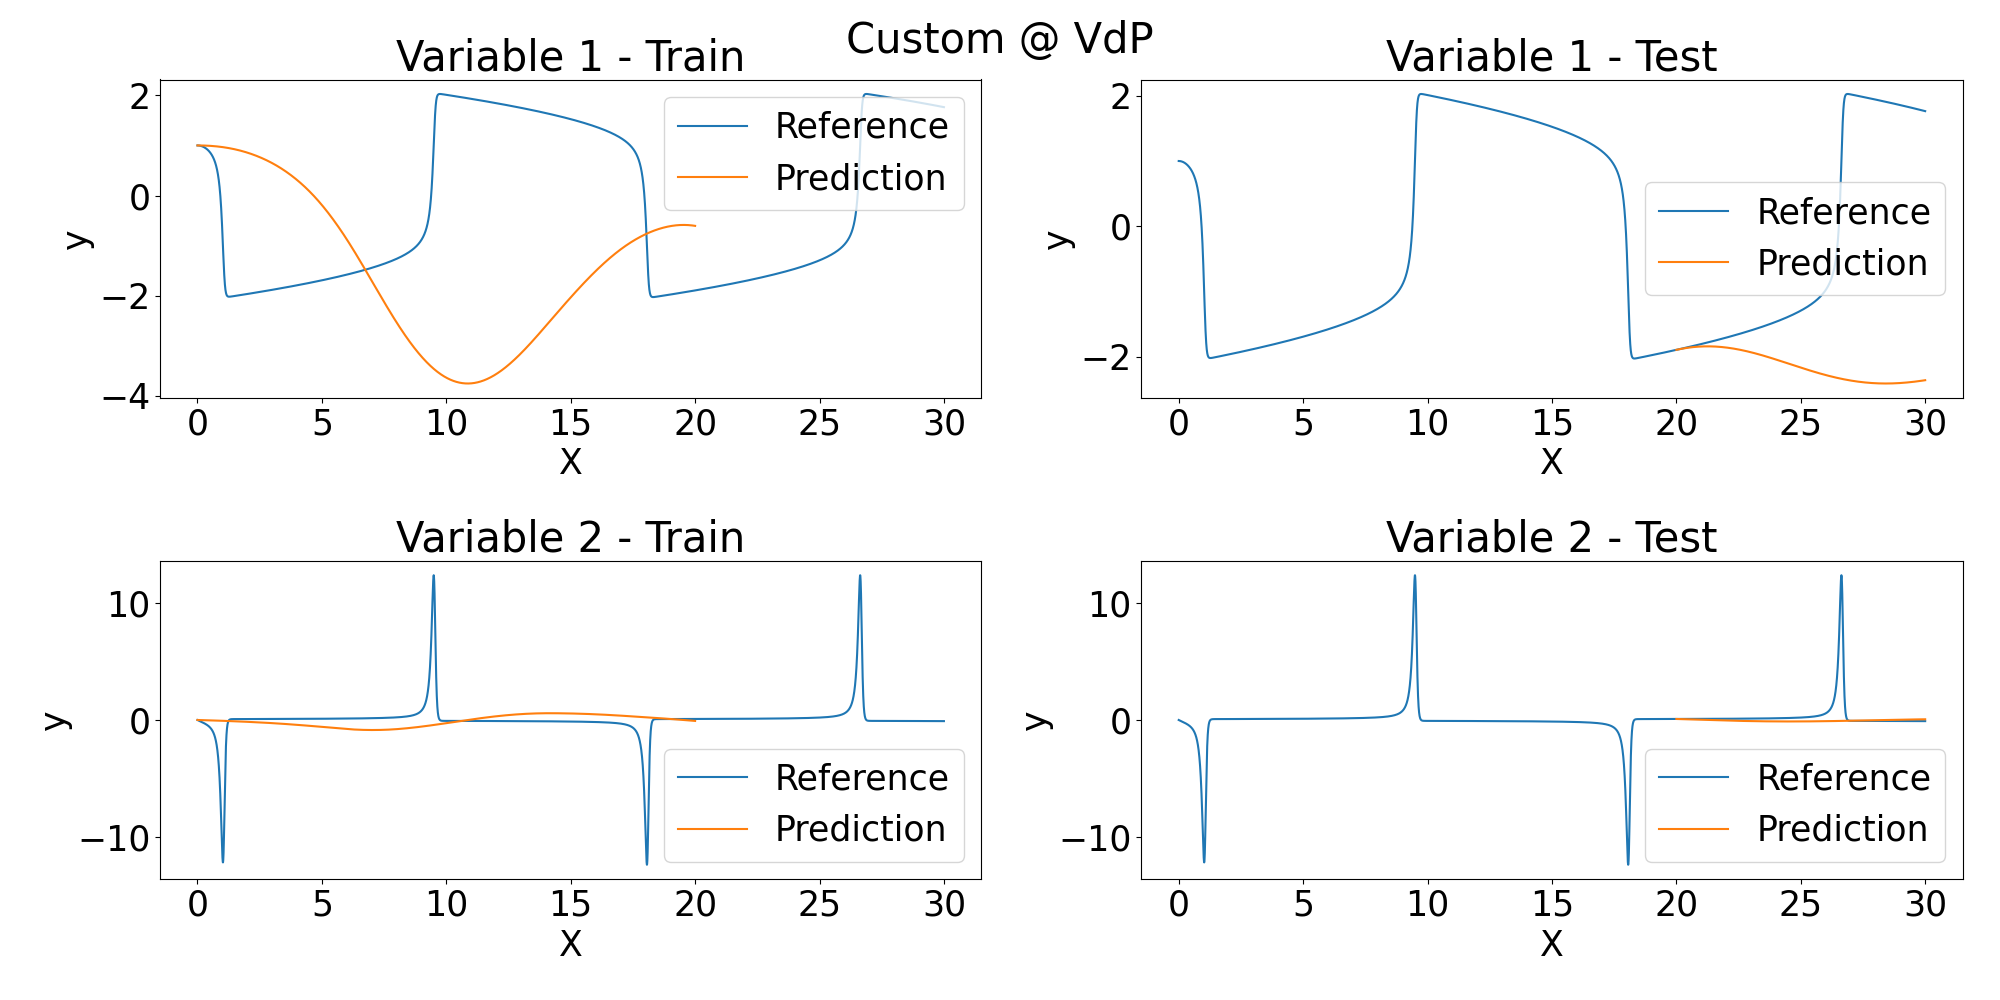 Custom @ VdP
Variable 1 - Train
2
0
−2
−4
y
Reference
Prediction
0 5 10 15 20 25 30
X
Variable 1 - Test
2
0
−2
y
Reference
Prediction
0 5 10 15 20 25 30
X
Variable 2 - Train
10
0
−10
y
Reference
Prediction
0 5 10 15 20 25 30
X
Variable 2 - Test
10
0
−10
y
Reference
Prediction
0 5 10 15 20 25 30
X